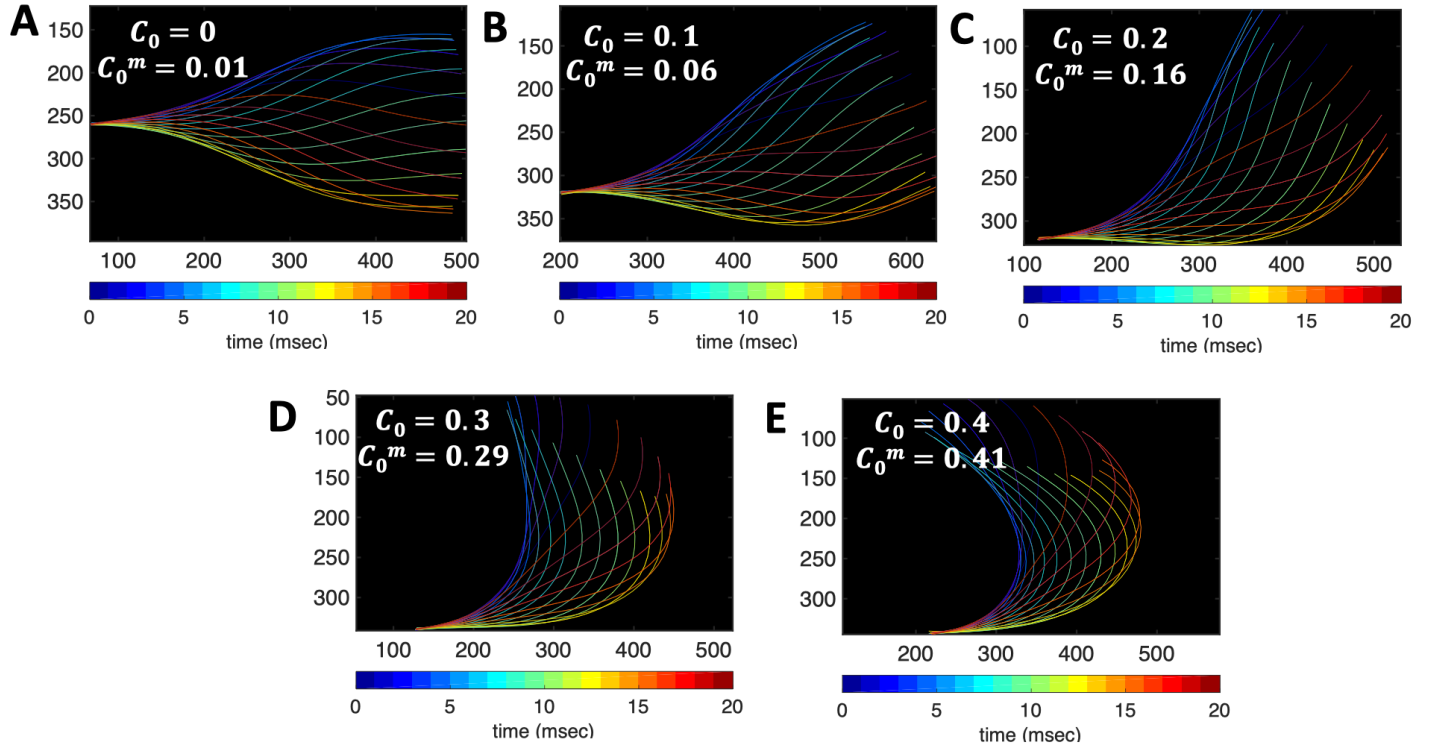 A
C₀ = 0
C₀ᵐ = 0.01
150
200
250
300
350
100 200 300 400 500
0 5 10 15 20
time (msec)
B
C₀ = 0.1
C₀ᵐ = 0.06
150
200
250
300
350
200 300 400 500 600
0 5 10 15 20
time (msec)
C
C₀ = 0.2
C₀ᵐ = 0.16
100
150
200
250
300
100 200 300 400 500
0 5 10 15 20
time (msec)
D
C₀ = 0.3
C₀ᵐ = 0.29
50
100
150
200
250
300
100 200 300 400 500
0 5 10 15 20
time (msec)
E
C₀ = 0.4
C₀ᵐ = 0.41
100
150
200
250
300
200 300 400 500
0 5 10 15 20
time (msec)